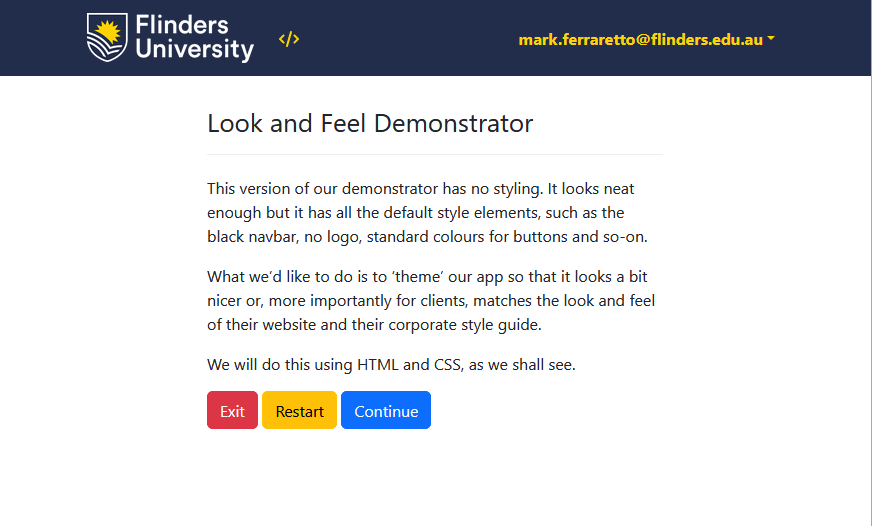 Flinders
University
</>
mark.ferraretto@flinders.edu.au
Look and Feel Demonstrator
This version of our demonstrator has no styling. It looks neat
enough but it has all the default style elements, such as the
black navbar, no logo, standard colours for buttons and so-on.
What we’d like to do is to ‘theme’ our app so that it looks a bit
nicer or, more importantly for clients, matches the look and feel
of their website and their corporate style guide.
We will do this using HTML and CSS, as we shall see.
Exit Restart Continue